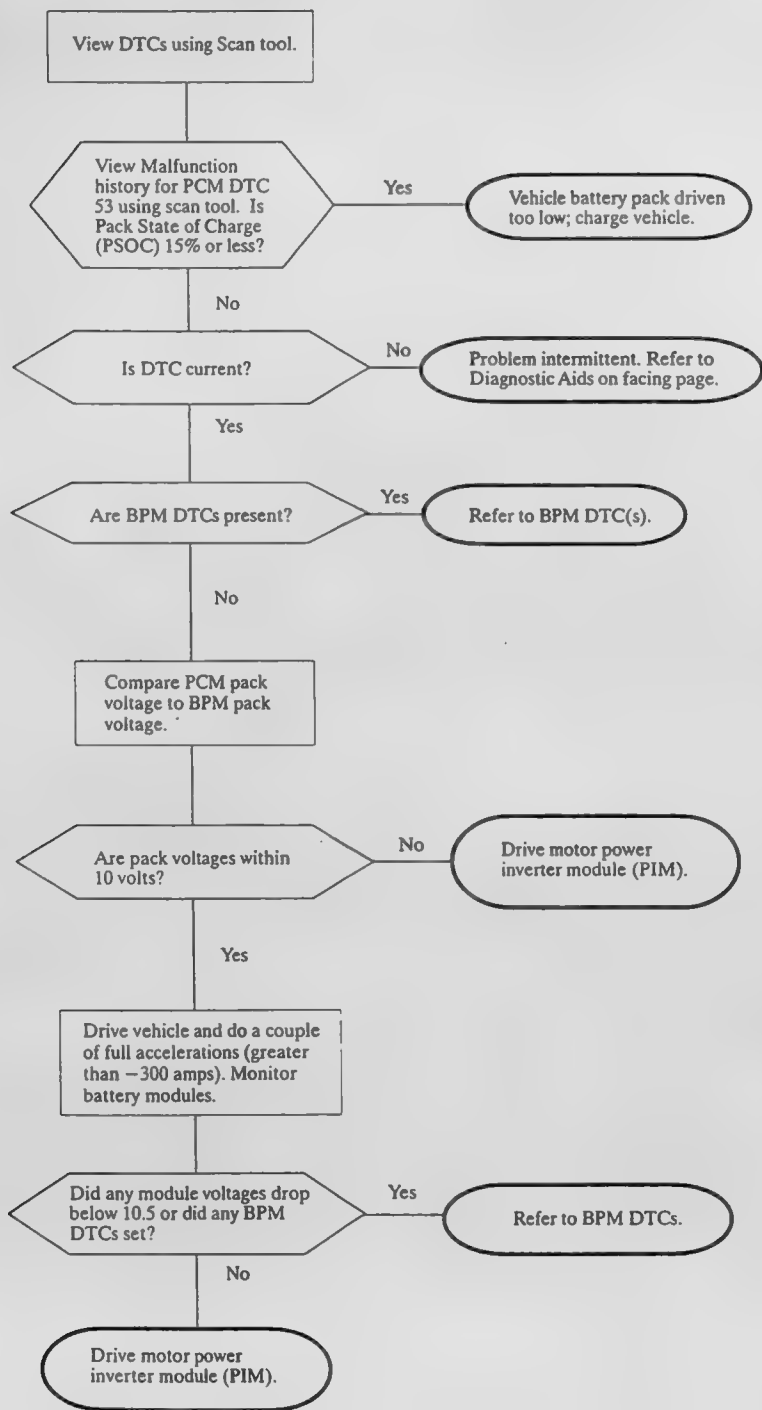 View DTCs using Scan tool.
View Malfunction
history for PCM DTC
53 using scan tool. Is
Pack State of Charge
(PSOC) 15% or less?
Yes
Vehicle battery pack driven
too low; charge vehicle.
No
Is DTC current?
No
Problem intermittent. Refer to
Diagnostic Aids on facing page.
Yes
Are BPM DTCs present?
Yes
Refer to BPM DTC(s).
No
Compare PCM pack
voltage to BPM pack
voltage.
Are pack voltages within
10 volts?
No
Drive motor power
inverter module (PIM).
Yes
Drive vehicle and do a couple
of full accelerations (greater
than −300 amps). Monitor
battery modules.
Did any module voltages drop
below 10.5 or did any BPM
DTCs set?
Yes
Refer to BPM DTCs.
No
Drive motor power
inverter module (PIM).